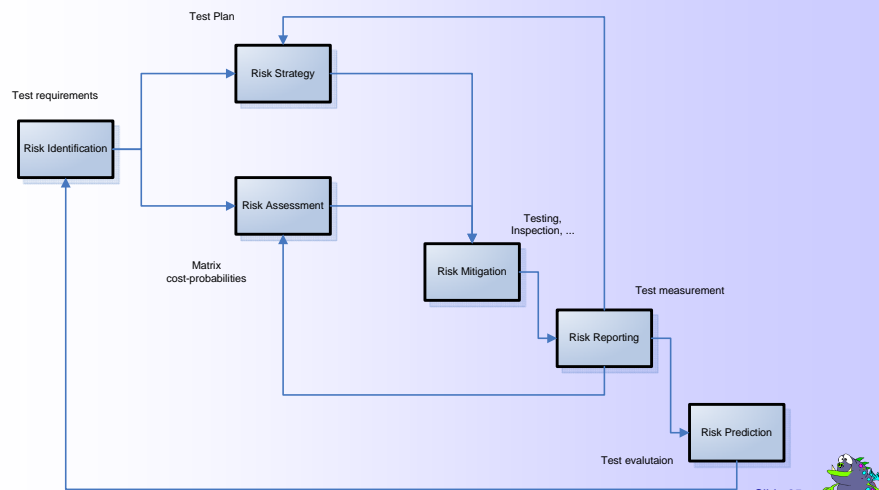 Test Plan
Risk Strategy
Test requirements
Risk Identification
Risk Assessment
Testing,
Inspection, ...
Matrix
cost-probabilities
Risk Mitigation
Test measurement
Risk Reporting
Risk Prediction
Test evalutaion